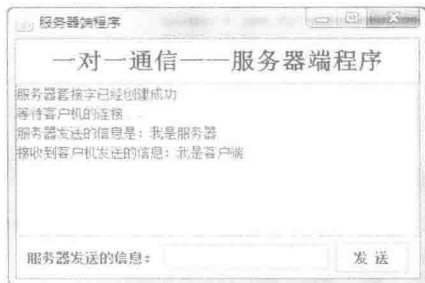 服务器端程序
一对一通信——服务器端程序
服务器套接字已经创建成功
等待客户机的连接
服务器发送的信息是：我是服务器
接收到客户机发送的信息：我是客户端
服务器发送的信息：
发 送